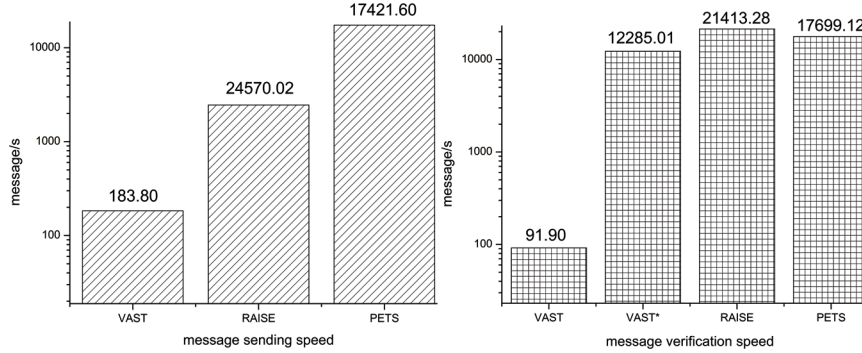 17421.60
10000
24570.02
1000
message/s
183.80
100
VAST
RAISE
PETS
message sending speed
21413.28
17699.12
12285.01
10000
message/s
1000
91.90
100
VAST
VAST*
RAISE
PETS
message verification speed